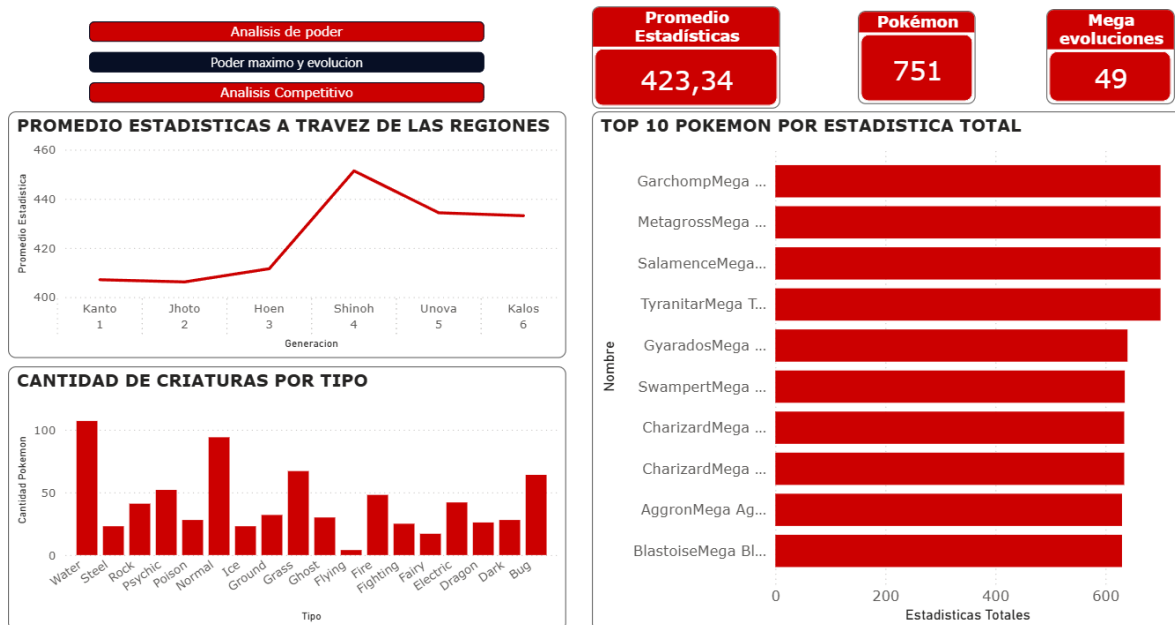 Analisis de poder
Poder maximo y evolucion
Analisis Competitivo
Promedio
Estadísticas
423,34
Pokémon
751
Mega
evoluciones
49
PROMEDIO ESTADISTICAS A TRAVEZ DE LAS REGIONES
Promedio Estadistica
460
440
420
400
Kanto Jhoto Hoen Shinoh Unova Kalos
1 2 3 4 5 6
Generacion
CANTIDAD DE CRIATURAS POR TIPO
Cantidad Pokemon
100
50
0
Water Steel Rock Psychic Poison Normal Ice Ground Grass Ghost Flying Fire Fighting Fairy Electric Dragon Dark Bug
Tipo
TOP 10 POKEMON POR ESTADISTICA TOTAL
Nombre
GarchompMega ...
MetagrossMega ...
SalamenceMega...
TyranitarMega T...
GyaradosMega ...
SwampertMega ...
CharizardMega ...
CharizardMega ...
AggronMega Ag...
BlastoiseMega Bl...
0 200 400 600
Estadisticas Totales